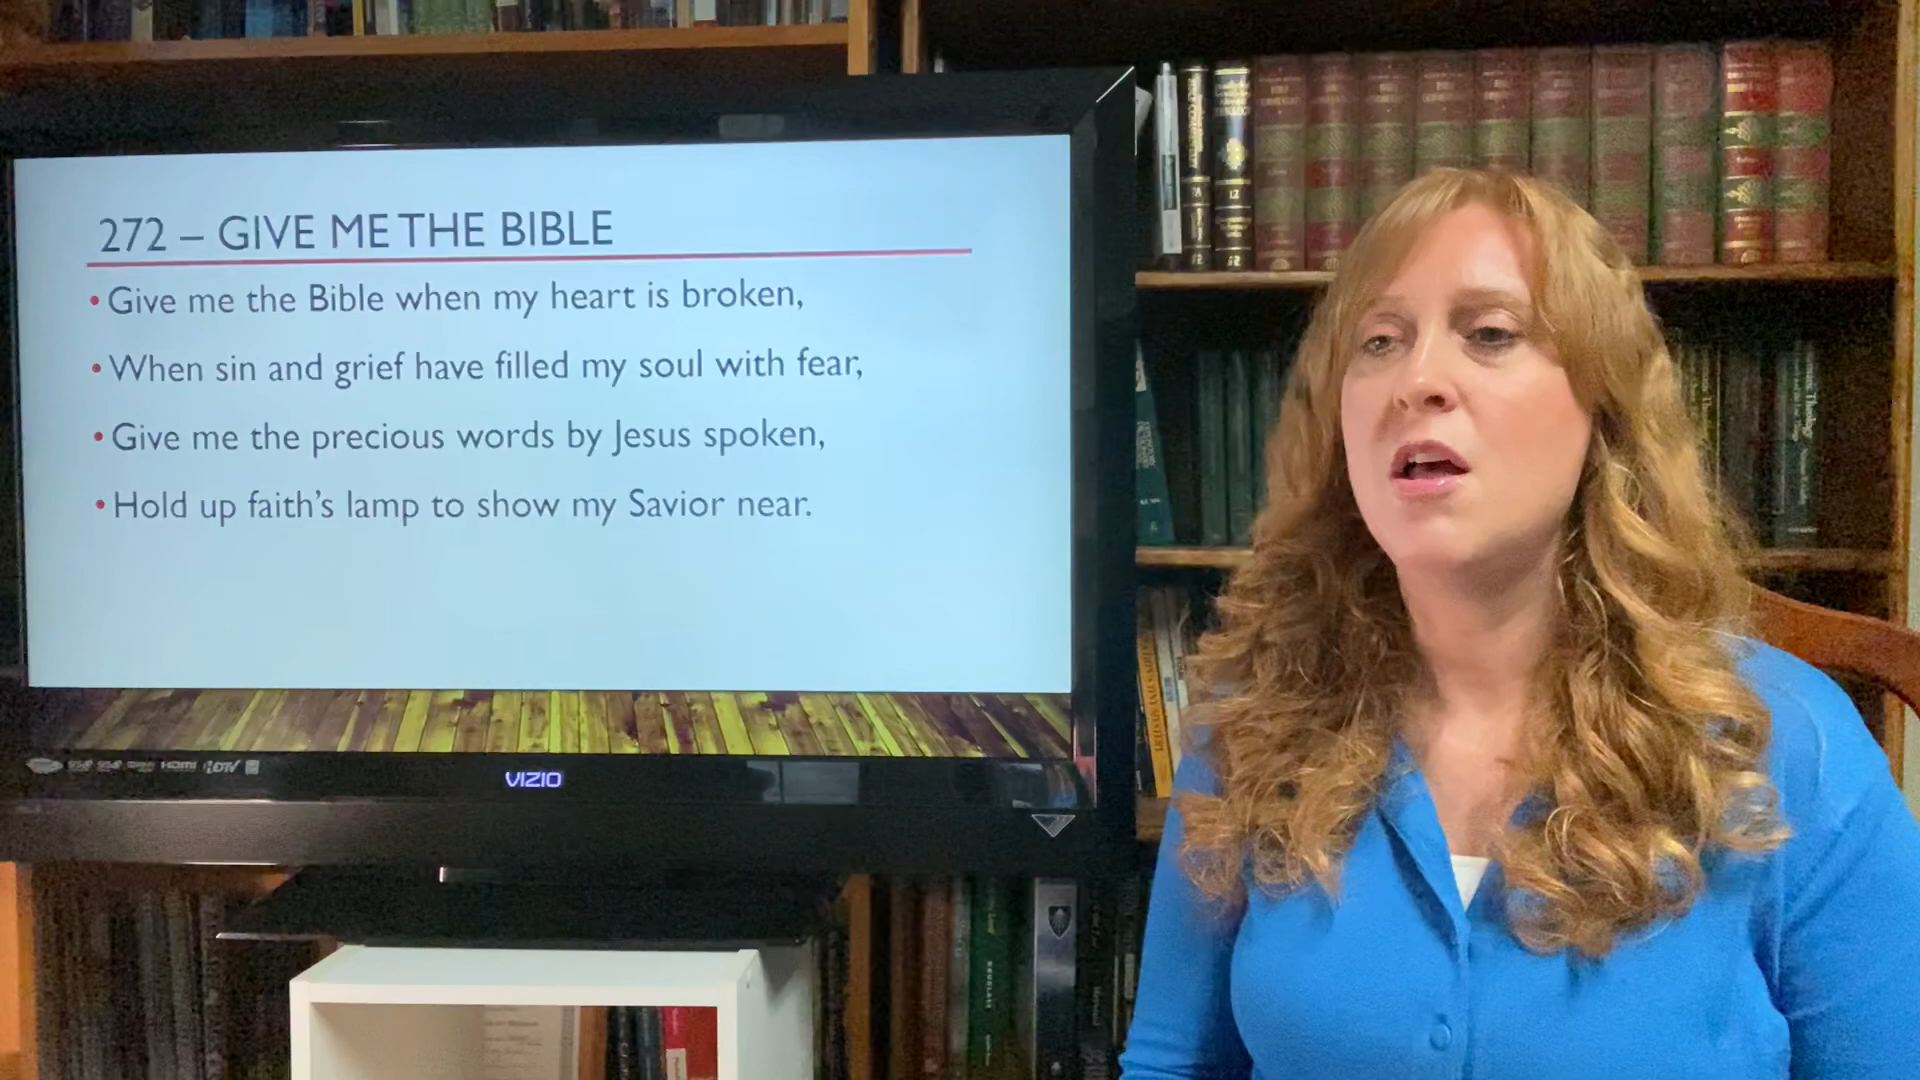 272 – GIVE ME THE BIBLE
• Give me the Bible when my heart is broken,
• When sin and grief have filled my soul with fear,
• Give me the precious words by Jesus spoken,
• Hold up faith's lamp to show my Savior near.
HDMI
VIZIO
12